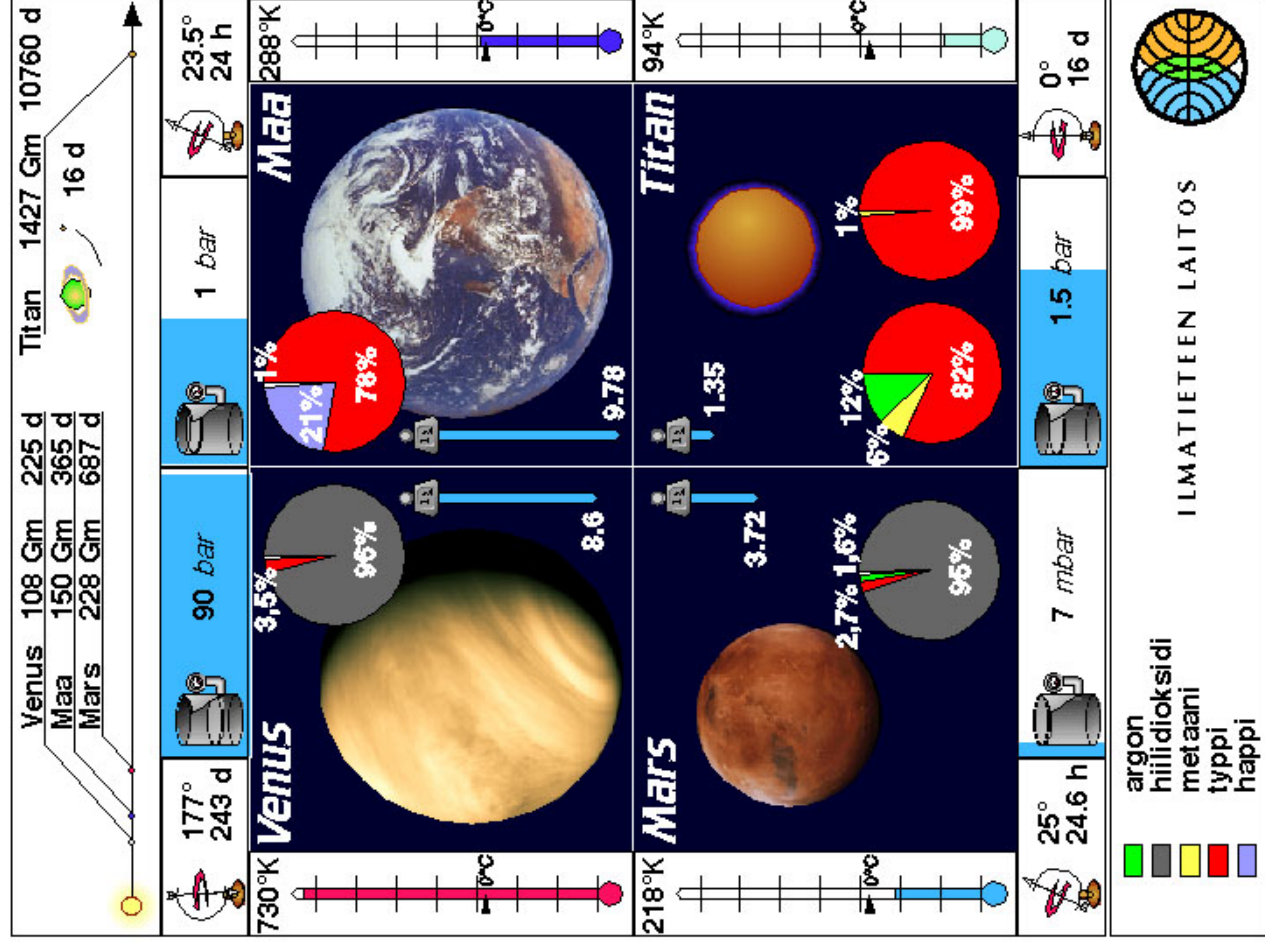 Venus 108 Gm 225 d
Maa 150 Gm 365 d
Mars 228 Gm 687 d
Titan 1427 Gm 10760 d
16 d
177°
243 d
90 bar
1 bar
23.5°
24 h
730°K
0°C
Venus
3,5%
96%
8.6
Maa
1%
21%
78%
9.78
288°K
0°C
218°K
0°C
Mars
3.72
2,7% 1,6%
95%
Titan
1.35
12%
6%
82%
1%
99%
94°K
0°C
25°
24.6 h
7 mbar
1.5 bar
0°
16 d
argon
hiilidioksidi
metaani
typpi
happi
ILMATIETEEN LAITOS